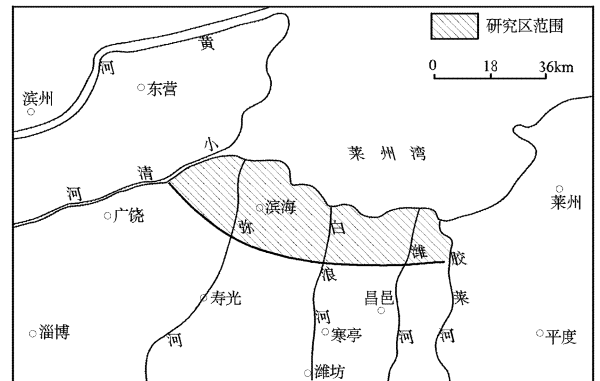 研究区范围
0 18 36km
黄
河
滨州
东营
小
清
河
莱州湾
莱州
广饶
滨海
弥
河
白
浪
河
潍
河
胶
莱
河
寿光
昌邑
淄博
寒亭
平度
潍坊